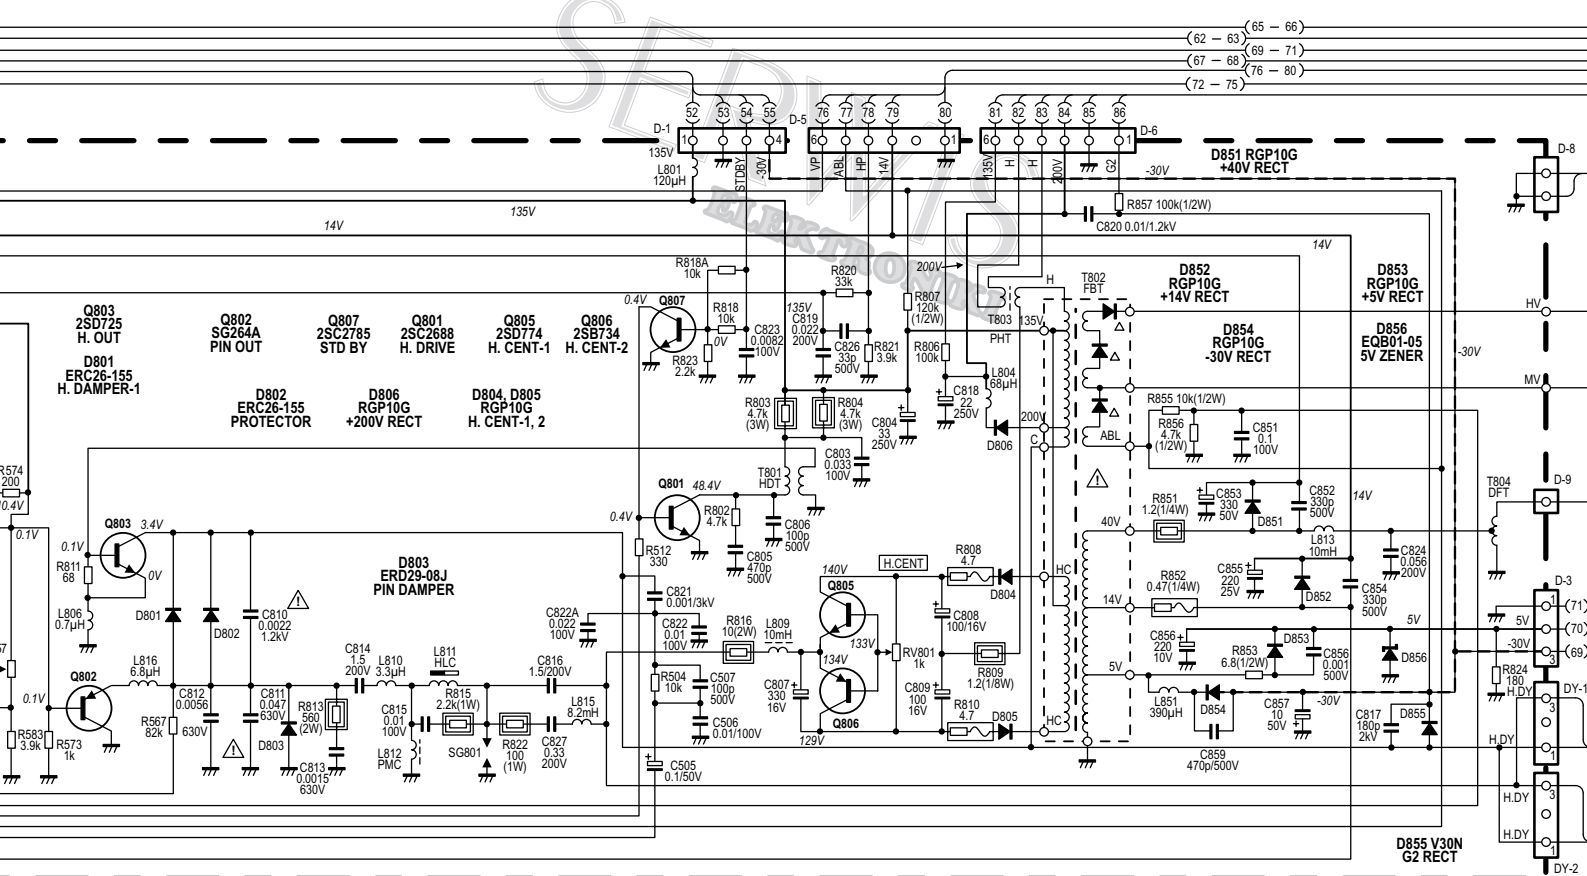 (65 − 66)
(62 − 63)
(69 − 71)
(67 − 68)
(76 − 80)
(72 − 75)
SERWIS
ELEKTRONIKI
52 53 54 55 76 77 78 79 80 81 82 83 84 85 86
D-1 1 4 D-5 6 1 6 1 D-6
135V
L801
120μH
STDBY
-30V
VP
ABL
HP
14V
135V
H
H
200V
G2
D851 RGP10G
+40V RECT
-30V
D-8
R857 100k(1/2W)
C820 0.01/1.2kV
135V
14V
14V
R818A
10k
R820
33k
200V
H
T802
FBT
D852
RGP10G
+14V RECT
D853
RGP10G
+5V RECT
HV
Q803
2SD725
H. OUT
D801
ERC26-155
H. DAMPER-1
Q802
SG264A
PIN OUT
Q807
2SC2785
STD BY
Q801
2SC2688
H. DRIVE
Q805
2SD774
H. CENT-1
Q806
2SB734
H. CENT-2
D802
ERC26-155
PROTECTOR
D806
RGP10G
+200V RECT
D804, D805
RGP10G
H. CENT-1, 2
0.4V
Q807
R818
10k
0V
R823
2.2k
C823
0.0082
100V
135V
C819
0.022
200V
C826
33p
500V
R821
3.9k
R807
120k
(1/2W)
R806
100k
T803
PHT
135V
D854
RGP10G
-30V RECT
D856
EQB01-05
5V ZENER
-30V
L804
68μH
C818
22
250V
MV
R803
4.7k
(3W)
R804
4.7k
(3W)
C804
33
250V
D806
200V
C
ABL
R855 10k(1/2W)
R856
4.7k
(1/2W)
C851
0.1
100V
C803
0.033
100V
T801
HDT
R574
200
10.4V
0.1V
Q801
48.4V
0.4V
R802
4.7k
C806
100p
500V
C805
470p
500V
R512
330
R851
1.2(1/4W)
C853
330
50V
D851
C852
330p
500V
14V
T804
DFT
D-9
40V
L813
10mH
C824
0.056
200V
Q803
3.4V
0.1V
0V
R811
68
L806
0.7μH
D801
D802
C810
0.0022
1.2kV
D803
ERD29-08J
PIN DAMPER
H.CENT
R808
4.7
D804
HC
140V
Q805
133V
134V
Q806
129V
RV801
1k
C808
100/16V
R809
1.2(1/8W)
C809
100
16V
R810
4.7
D805
HC
C807
330
16V
R816
10(2W)
L809
10mH
C821
0.001/3kV
C822A
0.022
100V
C822
0.01
100V
R504
10k
C507
100p
500V
C506
0.01/100V
C505
0.1/50V
R852
0.47(1/4W)
C855
220
25V
D852
C854
330p
500V
14V
D-3
1 (71)
(70)
3 (69)
5V
5V
-30V
C856
220
10V
D853
R853
6.8(1/2W)
C856
0.001
500V
D856
R824
180
H.DY
DY-1
5V
L851
390μH
D854
-30V
C857
10
50V
C817
180p
2kV
D855
C859
470p/500V
29V
3
H.DY
1
3
H.DY
H.DY
1
DY-2
0.1V
Q802
L816
6.8μH
R583
3.9k
R573
1k
R567
82k
C812
0.0056
630V
C811
0.047
630V
D803
R813
560
(2W)
C813
0.0015
630V
C814
1.5
200V
L810
3.3μH
L811
HLC
C815
0.01
100V
R815
2.2k(1W)
L812
PMC
SG801
R822
100
(1W)
C816
1.5/200V
L815
8.2mH
C827
0.33
200V
D855 V30N
G2 RECT